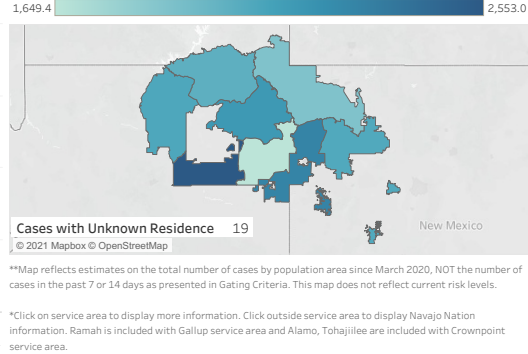 1,649.4 2,553.0
New Mexico
Cases with Unknown Residence 19
© 2021 Mapbox © OpenStreetMap
**Map reflects estimates on the total number of cases by population area since March 2020, NOT the number of
cases in the past 7 or 14 days as presented in Gating Criteria. This map does not reflect current risk levels.
*Click on service area to display more information. Click outside service area to display Navajo Nation
information. Ramah is included with Gallup service area and Alamo, Tohajiilee are included with Crownpoint
service area.